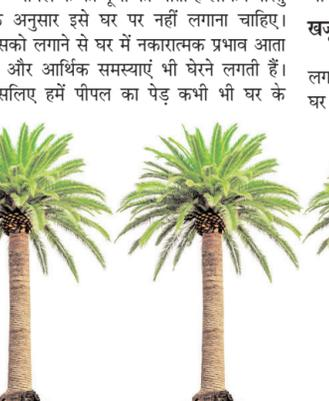 अनुसार इसे घर पर नहीं लगाना चाहिए।
सको लगाने से घर में नकारात्मक प्रभाव आता
और आर्थिक समस्याएं भी घेरने लगती हैं।
सलिए हमें पीपल का पेड़ कभी भी घर के
लग
घर